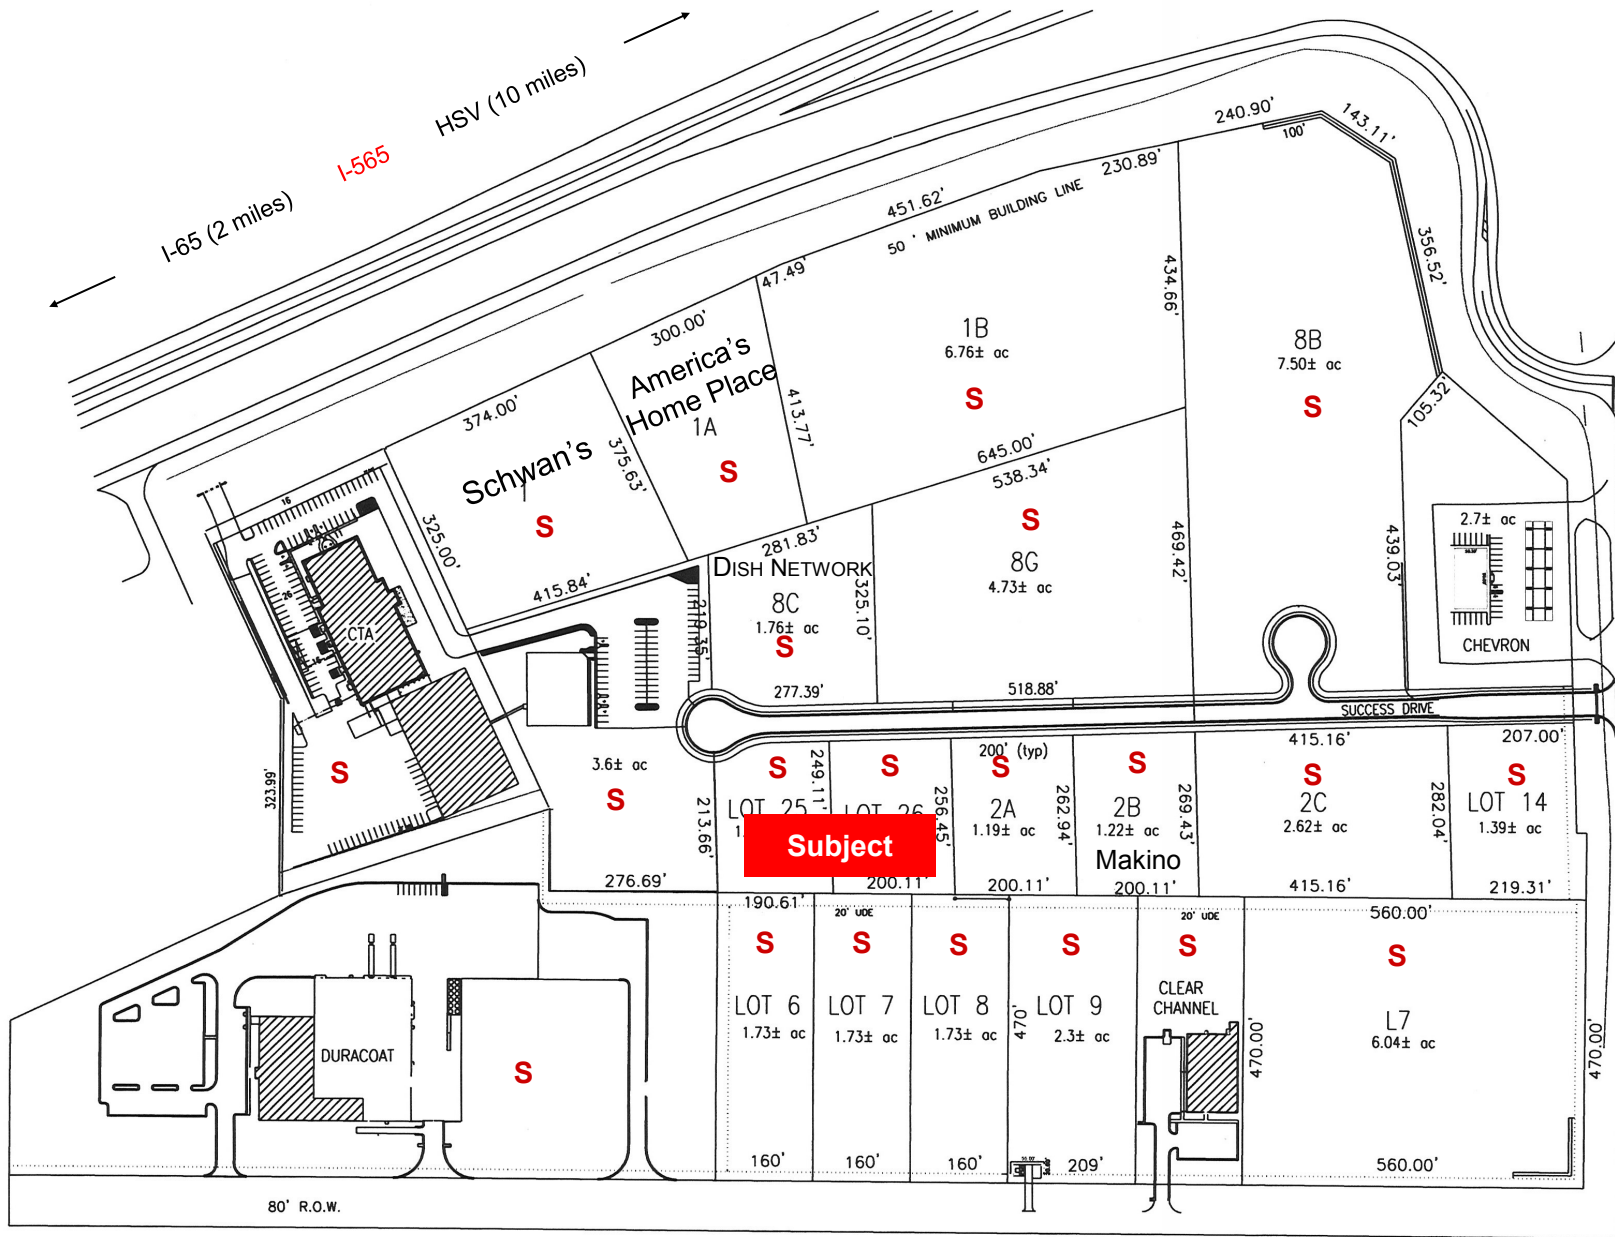 HSV (10 miles)
I-565
I-65 (2 miles)
240.90'
100'
143.11'
230.89'
451.62'
50 ' MINIMUM BUILDING LINE
356.52'
434.66'
47.49'
300.00'
America's
Home Place
1A
S
413.77'
1B
6.76± ac
S
8B
7.50± ac
S
105.32'
374.00'
375.63'
Schwan's
1
S
325.00'
415.84'
645.00'
538.34'
S
8G
4.73± ac
469.42'
439.03'
2.7± ac
CHEVRON
281.83'
DISH NETWORK
8C
1.76± ac
S
325.10'
219.35'
277.39'
518.88'
SUCCESS DRIVE
16
26
CTA
S
323.99'
3.6± ac
S
213.66'
276.69'
S
LOT 25
249.11'
S
LOT 26
256.45'
200' (typ)
S
2A
1.19± ac
262.94'
S
2B
1.22± ac
Makino
269.43'
415.16'
S
2C
2.62± ac
282.04'
207.00'
S
LOT 14
1.39± ac
Subject
200.11'
200.11'
200.11'
415.16'
219.31'
190.61'
20' UDE
20' UDE
560.00'
S
LOT 6
1.73± ac
S
LOT 7
1.73± ac
S
LOT 8
1.73± ac
S
LOT 9
2.3± ac
470'
S
CLEAR
CHANNEL
470.00'
S
L7
6.04± ac
470.00'
DURACOAT
S
160'
160'
160'
209'
560.00'
80' R.O.W.